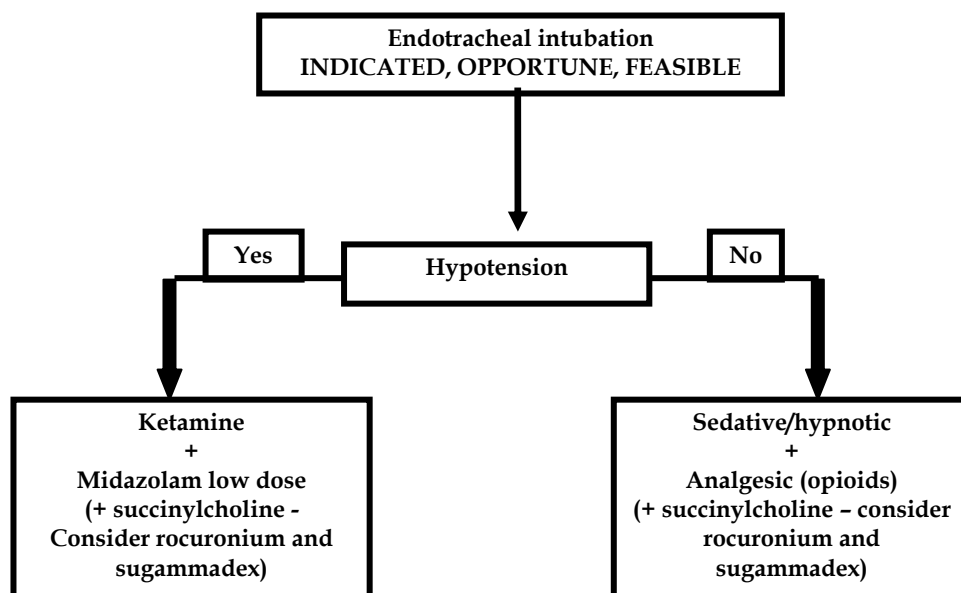 Endotracheal intubation
INDICATED, OPPORTUNE, FEASIBLE
Yes
Hypotension
No
Ketamine
+
Midazolam low dose
(+ succinylcholine -
Consider rocuronium and
sugammadex)
Sedative/hypnotic
+
Analgesic (opioids)
(+ succinylcholine – consider
rocuronium and
sugammadex)